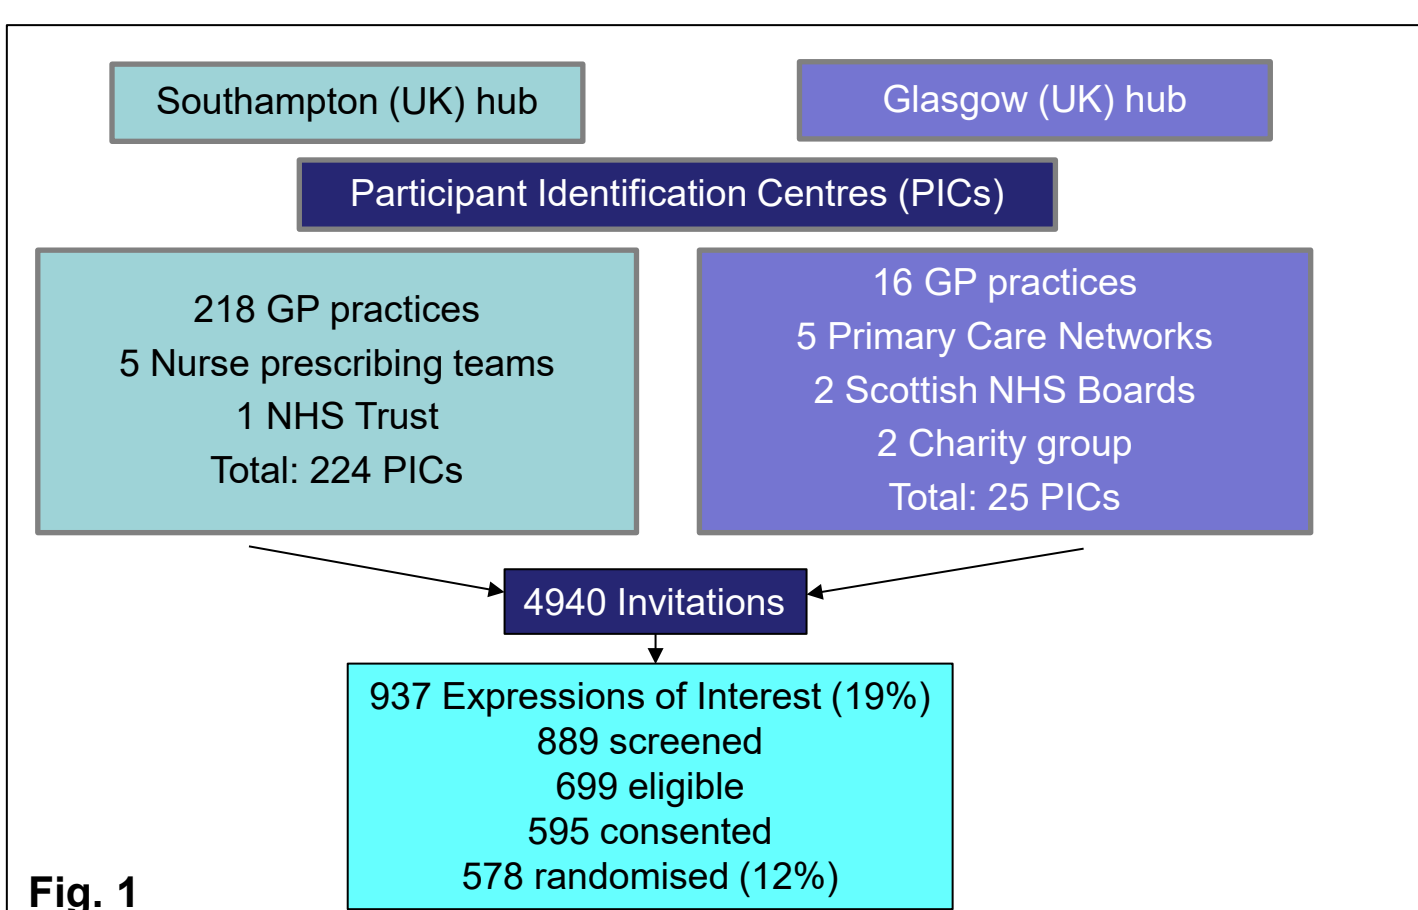 Southampton (UK) hub
Glasgow (UK) hub
Participant Identification Centres (PICs)
218 GP practices
5 Nurse prescribing teams
1 NHS Trust
Total: 224 PICs
16 GP practices
5 Primary Care Networks
2 Scottish NHS Boards
2 Charity group
Total: 25 PICs
4940 Invitations
937 Expressions of Interest (19%)
889 screened
699 eligible
595 consented
578 randomised (12%)
Fig. 1